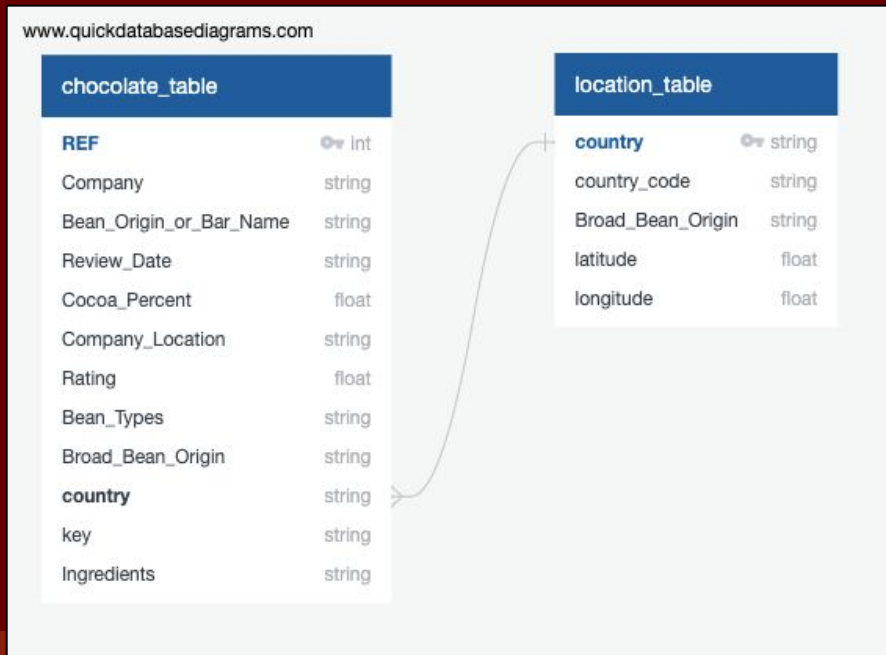 www.quickdatabasediagrams.com
chocolate_table
REF int
Company string
Bean_Origin_or_Bar_Name string
Review_Date string
Cocoa_Percent float
Company_Location string
Rating float
Bean_Types string
Broad_Bean_Origin string
country string
key string
Ingredients string
location_table
country string
country_code string
Broad_Bean_Origin string
latitude float
longitude float